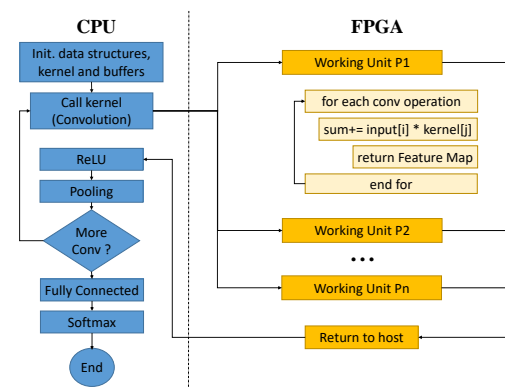 CPU
Init. data structures,
kernel and buffers
Call kernel
(Convolution)
ReLU
Pooling
More
Conv ?
Fully Connected
Softmax
End
FPGA
Working Unit P1
for each conv operation
sum+= input[i] * kernel[j]
return Feature Map
end for
Working Unit P2
...
Working Unit Pn
Return to host